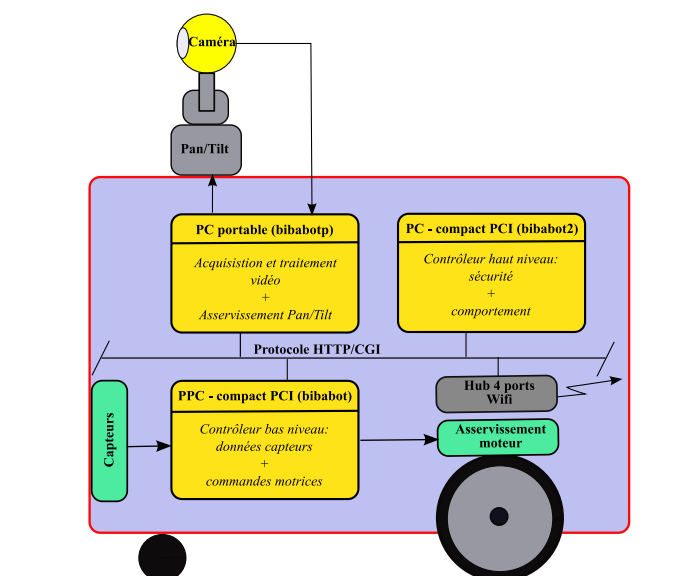 Caméra
Pan/Tilt
PC portable (bibabotp)
Acquisistion et traitement
vidéo
+
Asservissement Pan/Tilt
PC - compact PCI (bibabot2)
Contrôleur haut niveau:
sécurité
+
comportement
Protocole HTTP/CGI
Capteurs
PPC - compact PCI (bibabot)
Contrôleur bas niveau:
données capteurs
+
commandes motrices
Hub 4 ports
Wifi
Asservissement
moteur